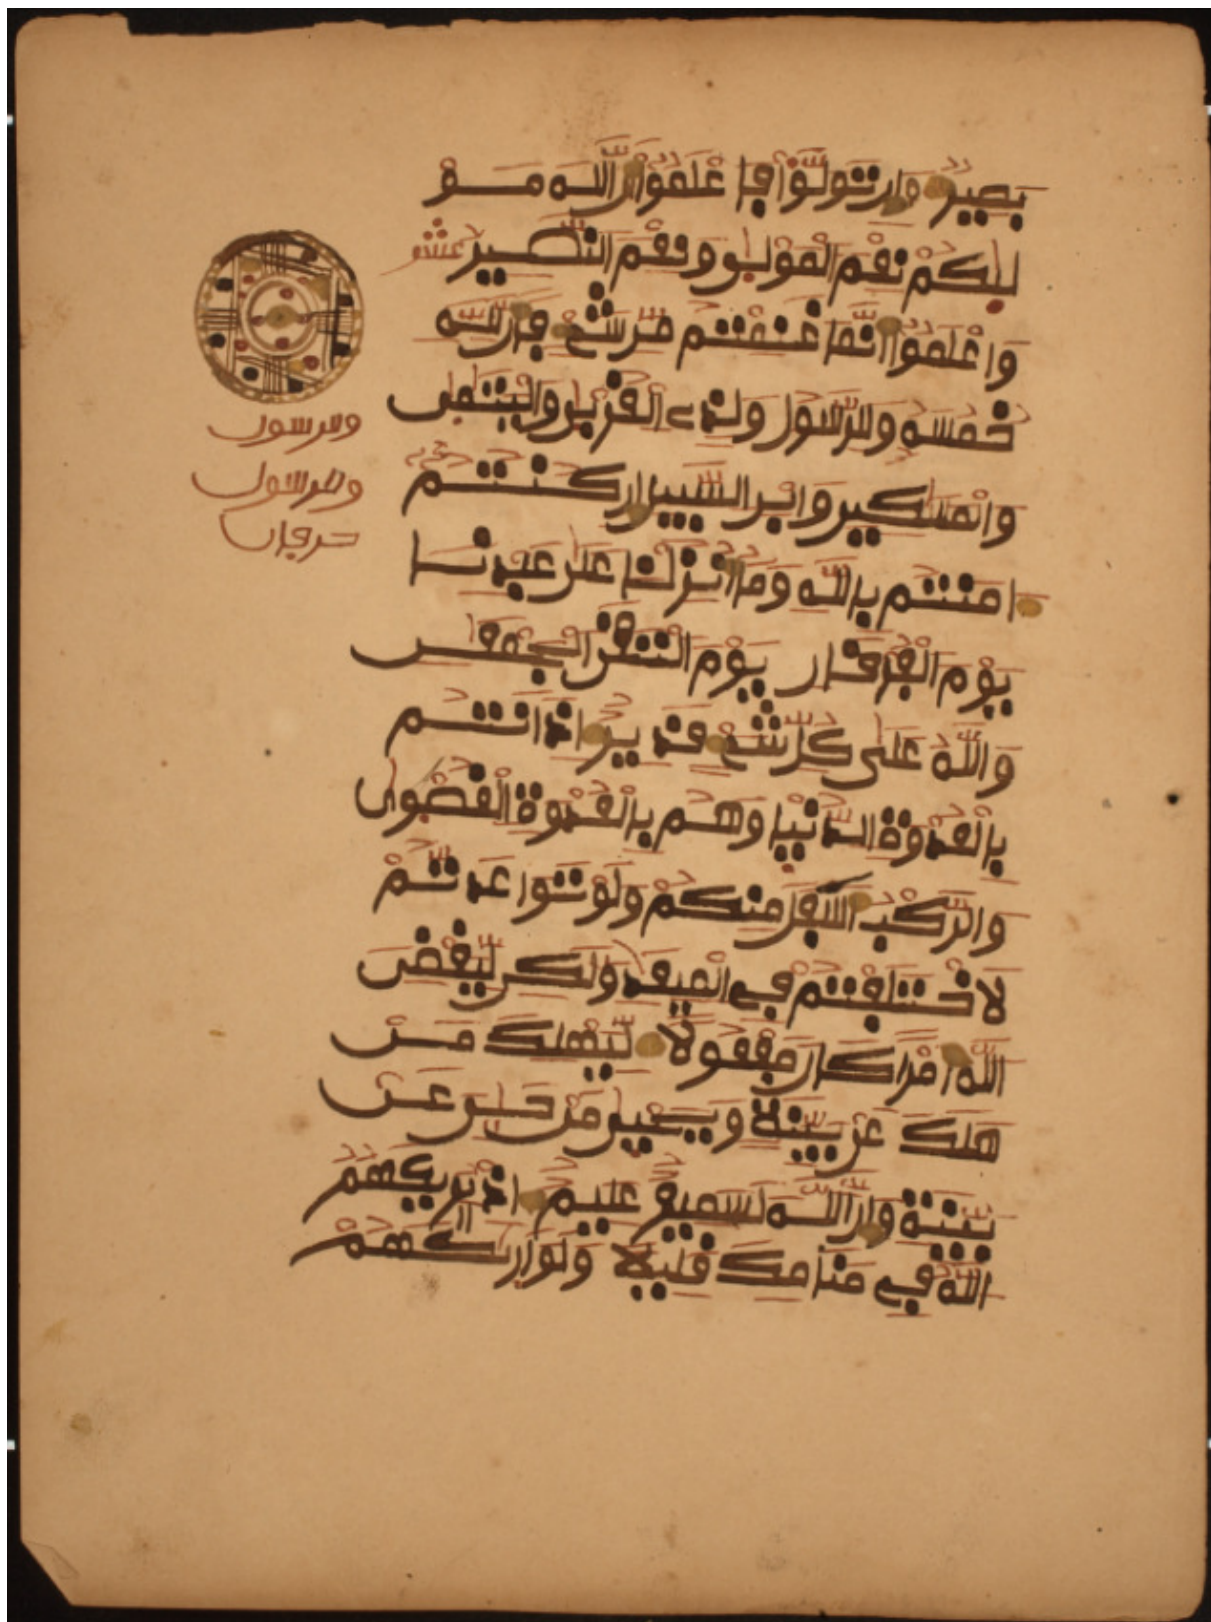 بصير وان تولوا فاعلموا ان الله مو
ليكم نعم المولى ونعم النصير
واعلموا انما غنمتم من شيء فان لله
خمسه وللرسول ولذي القربى واليتمى
والمسكين وابن السبيل ان كنتم
امنتم بالله وما انزلنا على عبدنا
يوم الفرقان يوم التقى الجمعن
والله على كل شيء قدير اذ انتم
بالعدوة الدنيا وهم بالعدوة القصوى
والركب اسفل منكم ولو تواعدتم
لاختلفتم في الميعد ولكن ليقضي
الله امرا كان مفعولا ليهلك من
هلك عن بينة ويحيى من حي عن
بينة وان الله لسميع عليم اذ يريكهم
الله في منامك قليلا ولو اريكهم
وللرسول
وللرسول